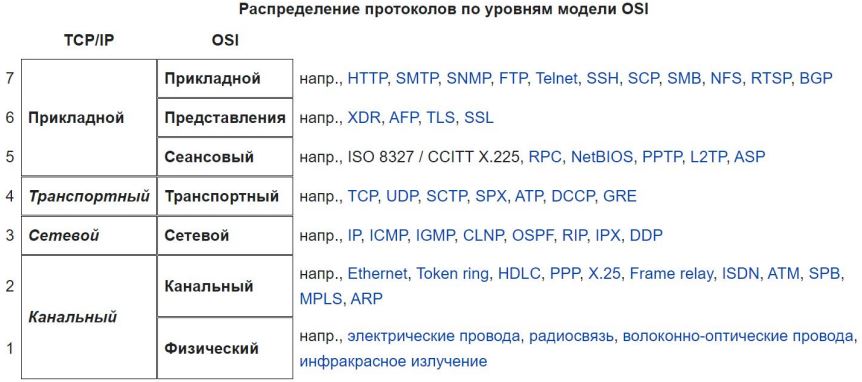 Распределение протоколов по уровням модели OSI
TCP/IP OSI
7 Прикладной напр., HTTP, SMTP, SNMP, FTP, Telnet, SSH, SCP, SMB, NFS, RTSP, BGP
6 Прикладной Представления напр., XDR, AFP, TLS, SSL
5 Сеансовый напр., ISO 8327 / CCITT X.225, RPC, NetBIOS, PPTP, L2TP, ASP
4 Транспортный Транспортный напр., TCP, UDP, SCTP, SPX, ATP, DCCP, GRE
3 Сетевой Сетевой напр., IP, ICMP, IGMP, CLNP, OSPF, RIP, IPX, DDP
2 Канальный напр., Ethernet, Token ring, HDLC, PPP, X.25, Frame relay, ISDN, ATM, SPB,
MPLS, ARP
Канальный
1 Физический напр., электрические провода, радиосвязь, волоконно-оптические провода,
инфракрасное излучение